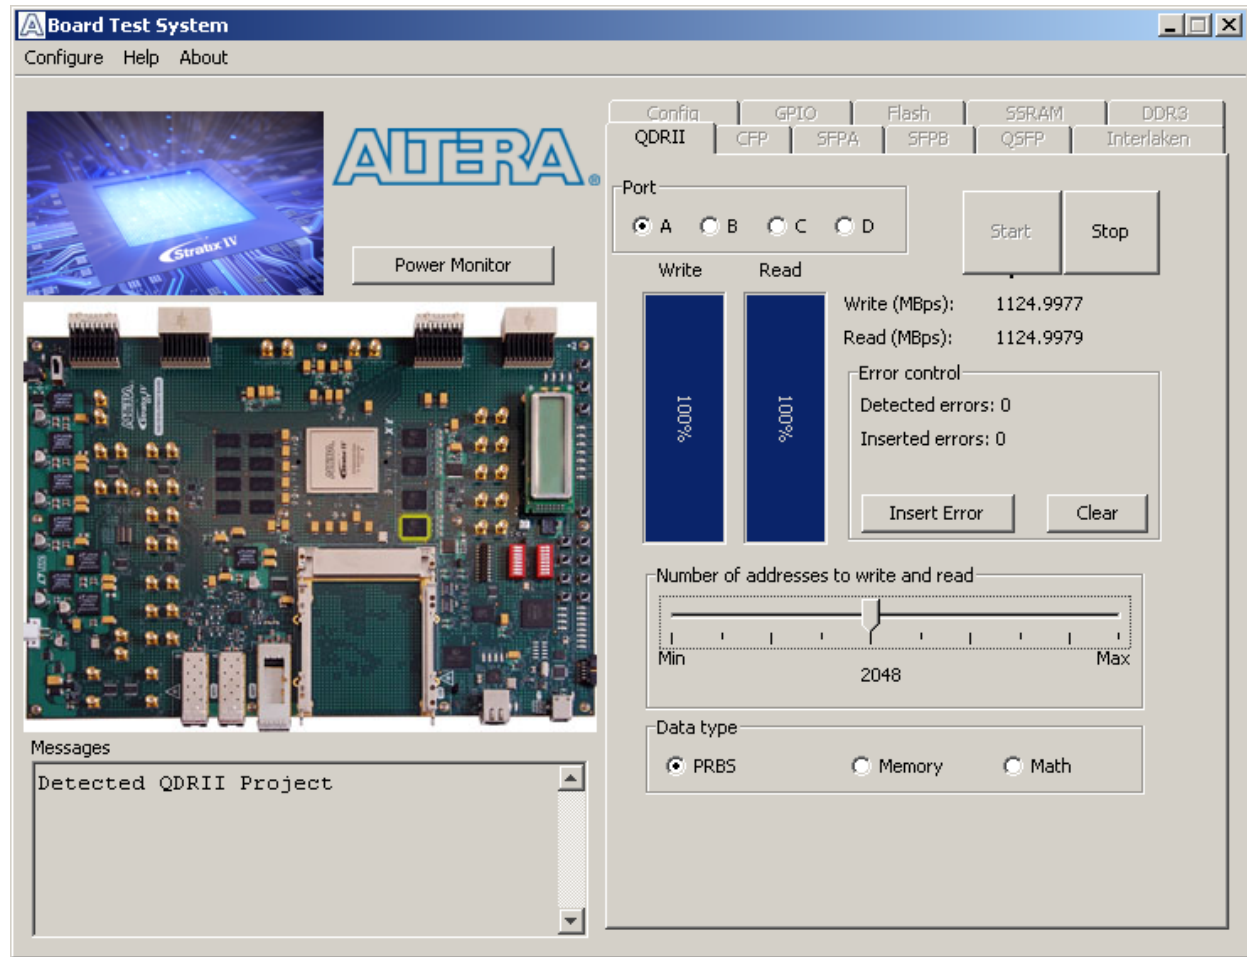 Board Test System
Configure Help About
Config GPIO Flash SSRAM DDR3
QDRII CFP SFPA SFPB QSFP Interlaken
Stratix IV
ALTERA®
Power Monitor
Port
A B C D
Start Stop
Write Read
100% 100%
Write (MBps): 1124.9977
Read (MBps): 1124.9979
Error control
Detected errors: 0
Inserted errors: 0
Insert Error Clear
Number of addresses to write and read
Min Max
2048
Data type
PRBS Memory Math
Messages
Detected QDRII Project